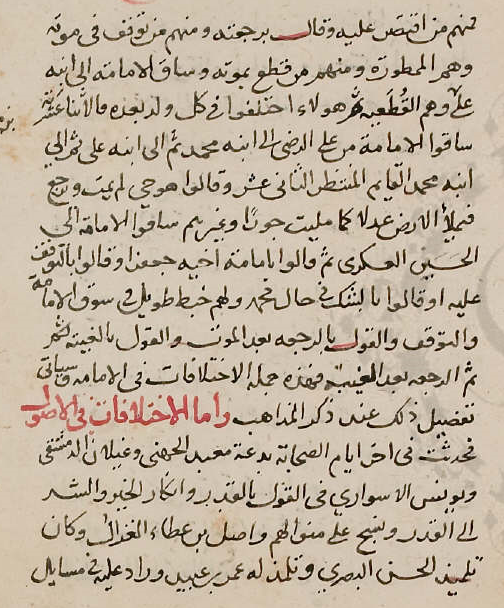 فمنهم من اقتصر عليه وقال برجعته ومنهم من توقف في موته
وهم الممطورة ومنهم من قطع بموته وساق الامامة الى ابنه
علي وهم القطعية ثم هولاء اختلفوا في كل ولد بعده فالاثنا عشرية
ساقوا الامامة من علي الرضى الى ابنه محمد ثم الى ابنه علي ثم الى
ابنه محمد القايم المنتظر الثاني عشر وقالوا هو حي لم يمت ويرجع
فيملأ الارض عدلا كما مليت جورا وغيرهم ساقوا الامامة الى
الحسن العسكري ثم قالوا بامامة اخيه جعفر وقالوا بالتوقف
عليه او قالوا بالشك في حال محمد ولهم خبط طويل في سوق الامامة
والتوقف والقول بالرجعه بعد الموت والقول بالغيبة ثم
ثم الرجعه بعد الغيبة فهذه جملة الاختلافات في الامامه وسياتي
تفصيل ذلك عند ذكر المذاهب واما الاختلافات في الاصول
فحدثت في اخر ايام الصحابة بدعة معبد الجهني وغيلان الدمشقي
ويونس الاسواري في القول بالقدر وانكار الخير والشر
الى القدر ونسج على منوالهم واصل بن عطاء الغزال وكان
تلميذ الحسن البصري وتلمذ له عمرو بن عبيد وزاد عليه في مسايل